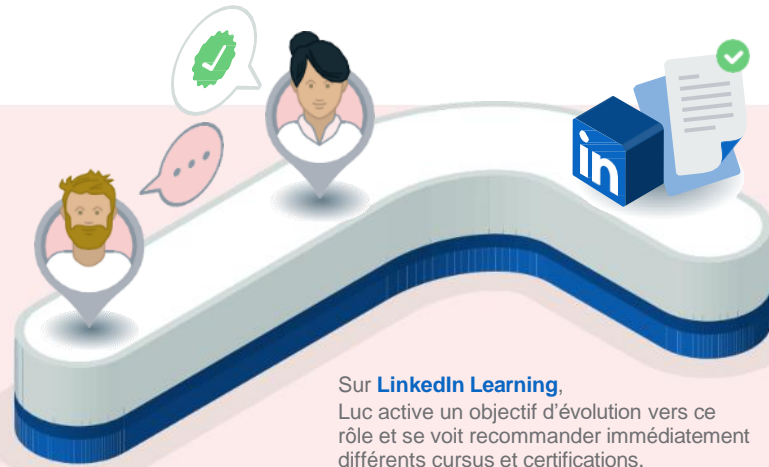 in
Sur LinkedIn Learning,
Luc active un objectif d’évolution vers ce
rôle et se voit recommander immédiatement
différents cursus et certifications.